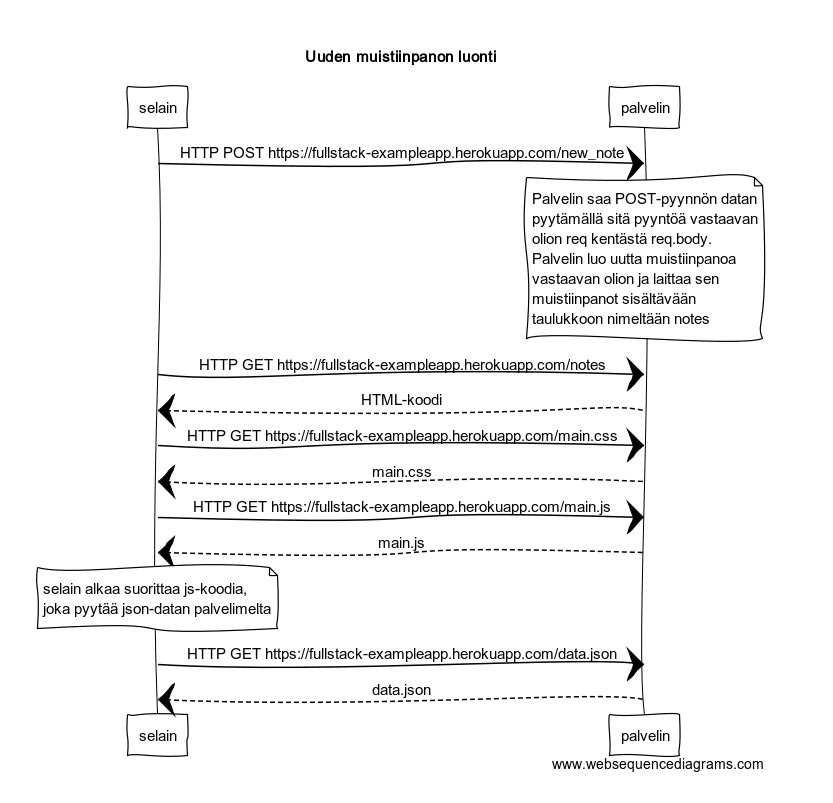 Uuden muistiinpanon luonti
selain
palvelin
HTTP POST https://fullstack-exampleapp.herokuapp.com/new_note
Palvelin saa POST-pyynnön datan
pyytämällä sitä pyyntöä vastaavan
olion req kentästä req.body.
Palvelin luo uutta muistiinpanoa
vastaavan olion ja laittaa sen
muistiinpanot sisältävään
taulukkoon nimeltään notes
HTTP GET https://fullstack-exampleapp.herokuapp.com/notes
HTML-koodi
HTTP GET https://fullstack-exampleapp.herokuapp.com/main.css
main.css
HTTP GET https://fullstack-exampleapp.herokuapp.com/main.js
main.js
selain alkaa suorittaa js-koodia,
joka pyytää json-datan palvelimelta
HTTP GET https://fullstack-exampleapp.herokuapp.com/data.json
data.json
selain
palvelin
www.websequencediagrams.com